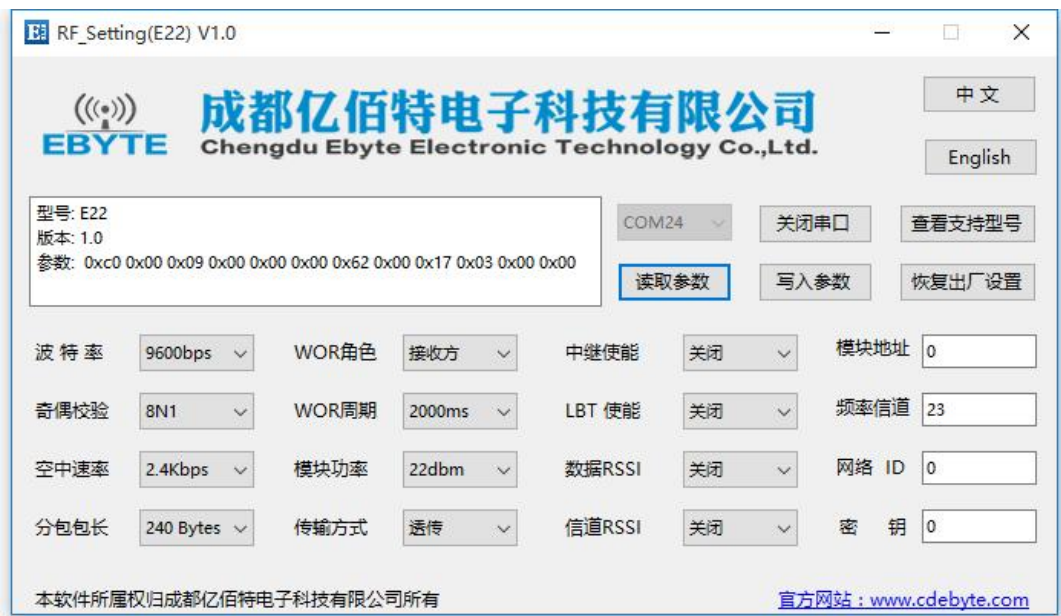 RF_Setting(E22) V1.0
EBYTE
成都亿佰特电子科技有限公司
Chengdu Ebyte Electronic Technology Co.,Ltd.
中 文
English
型号: E22
版本: 1.0
参数: 0xc0 0x00 0x09 0x00 0x00 0x00 0x62 0x00 0x17 0x03 0x00 0x00
COM24 关闭串口 查看支持型号
读取参数 写入参数 恢复出厂设置
波 特 率 9600bps WOR角色 接收方 中继使能 关闭 模块地址 0
奇偶校验 8N1 WOR周期 2000ms LBT 使能 关闭 频率信道 23
空中速率 2.4Kbps 模块功率 22dbm 数据RSSI 关闭 网络 ID 0
分包包长 240 Bytes 传输方式 透传 信道RSSI 关闭 密 钥 0
本软件所属权归成都亿佰特电子科技有限公司所有 官方网站：www.cdebyte.com